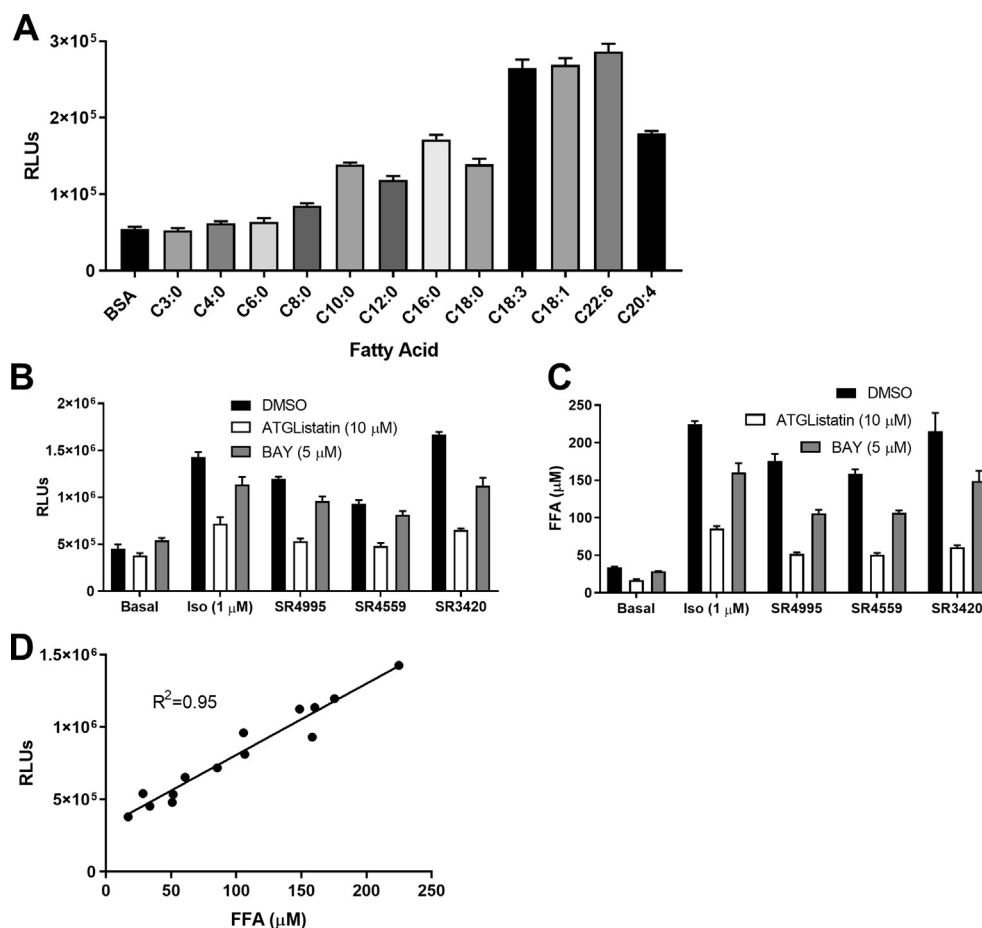 A
3×10⁵
2×10⁵
1×10⁵
0
RLUs
BSA
C3:0
C4:0
C6:0
C8:0
C10:0
C12:0
C16:0
C18:0
C18:3
C18:1
C22:6
C20:4
Fatty Acid
B
2×10⁶
1.5×10⁶
1×10⁶
5×10⁵
0
RLUs
DMSO
ATGListatin (10 μM)
BAY (5 μM)
Basal
Iso (1 μM)
SR4995
SR4559
SR3420
C
250
200
150
100
50
0
FFA (μM)
DMSO
ATGListatin (10 μM)
BAY (5 μM)
Basal
Iso (1 μM)
SR4995
SR4559
SR3420
D
1.5×10⁶
1×10⁶
5×10⁵
0
RLUs
R²=0.95
0
50
100
150
200
250
FFA (μM)